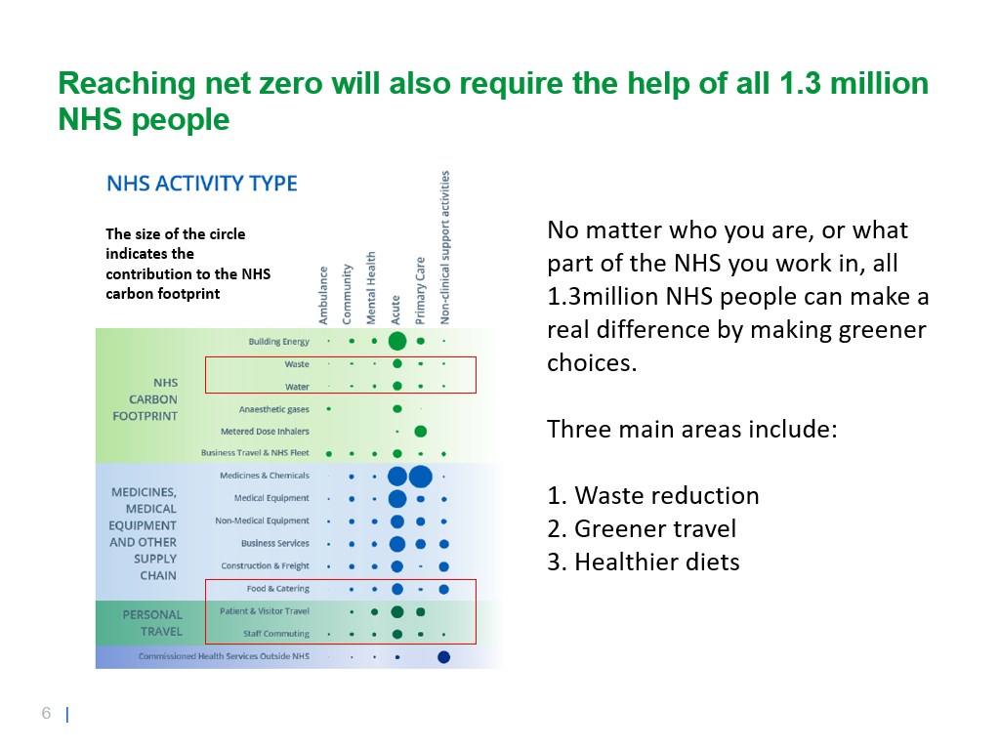 Reaching net zero will also require the help of all 1.3 million
NHS people
NHS ACTIVITY TYPE
The size of the circle
indicates the
contribution to the NHS
carbon footprint
Ambulance
Community
Mental Health
Acute
Primary Care
Non-clinical support activities
NHS
CARBON
FOOTPRINT
Building Energy
Waste
Water
Anaesthetic gases
Metered Dose Inhalers
Business Travel & NHS Fleet
MEDICINES,
MEDICAL
EQUIPMENT
AND OTHER
SUPPLY
CHAIN
Medicines & Chemicals
Medical Equipment
Non-Medical Equipment
Business Services
Construction & Freight
Food & Catering
PERSONAL
TRAVEL
Patient & Visitor Travel
Staff Commuting
Commissioned Health Services Outside NHS
No matter who you are, or what
part of the NHS you work in, all
1.3million NHS people can make a
real difference by making greener
choices.
Three main areas include:
1. Waste reduction
2. Greener travel
3. Healthier diets
6 |